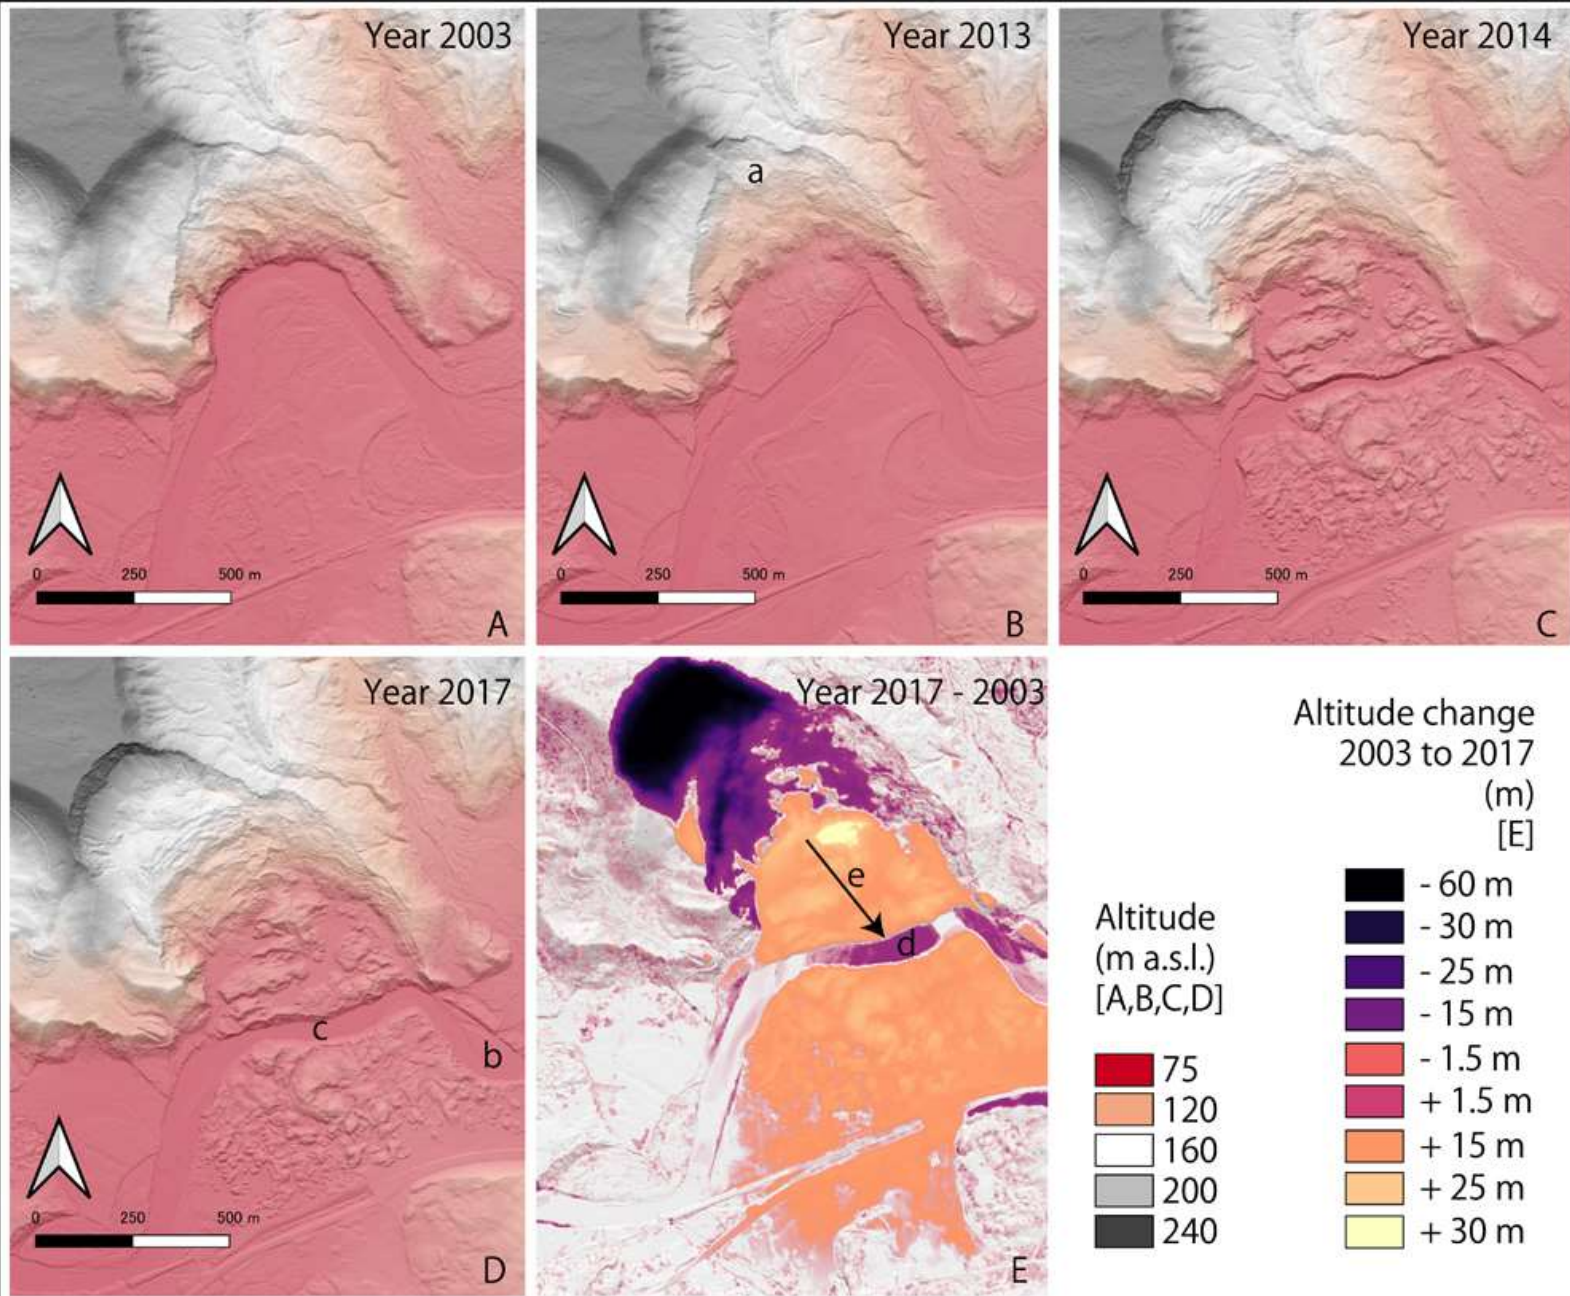 Year 2003
0 250 500 m
A
Year 2013
a
0 250 500 m
B
Year 2014
0 250 500 m
C
Year 2017
c
b
0 250 500 m
D
Year 2017 - 2003
e
d
E
Altitude
(m a.s.l.)
[A,B,C,D]
75
120
160
200
240
Altitude change
2003 to 2017
(m)
[E]
- 60 m
- 30 m
- 25 m
- 15 m
- 1.5 m
+ 1.5 m
+ 15 m
+ 25 m
+ 30 m